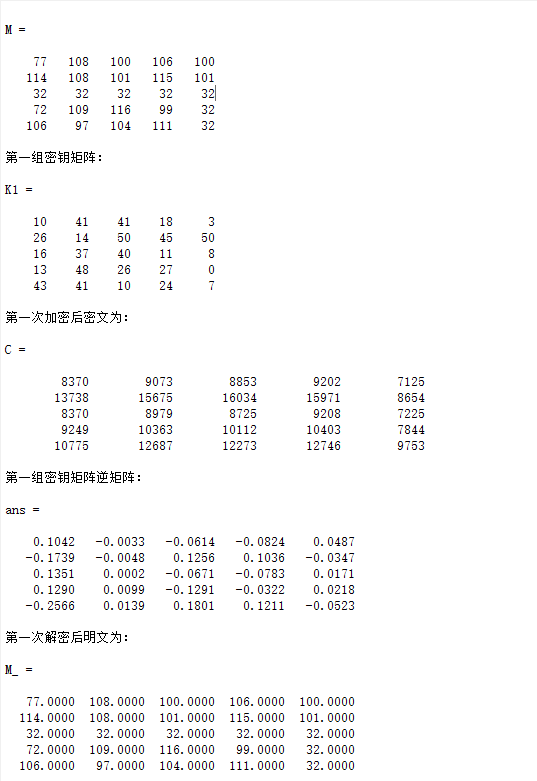 M =
77 108 100 106 100
114 108 101 115 101
32 32 32 32 32
72 109 116 99 32
106 97 104 111 32
第一组密钥矩阵：
K1 =
10 41 41 18 3
26 14 50 45 50
16 37 40 11 8
13 48 26 27 0
43 41 10 24 7
第一次加密后密文为：
C =
8370 9073 8853 9202 7125
13738 15675 16034 15971 8654
8370 8979 8725 9208 7225
9249 10363 10112 10403 7844
10775 12687 12273 12746 9753
第一组密钥矩阵逆矩阵：
ans =
0.1042 -0.0033 -0.0614 -0.0824 0.0487
-0.1739 -0.0048 0.1256 0.1036 -0.0347
0.1351 0.0002 -0.0671 -0.0783 0.0171
0.1290 0.0099 -0.1291 -0.0322 0.0218
-0.2566 0.0139 0.1801 0.1211 -0.0523
第一次解密后明文为：
M_ =
77.0000 108.0000 100.0000 106.0000 100.0000
114.0000 108.0000 101.0000 115.0000 101.0000
32.0000 32.0000 32.0000 32.0000 32.0000
72.0000 109.0000 116.0000 99.0000 32.0000
106.0000 97.0000 104.0000 111.0000 32.0000